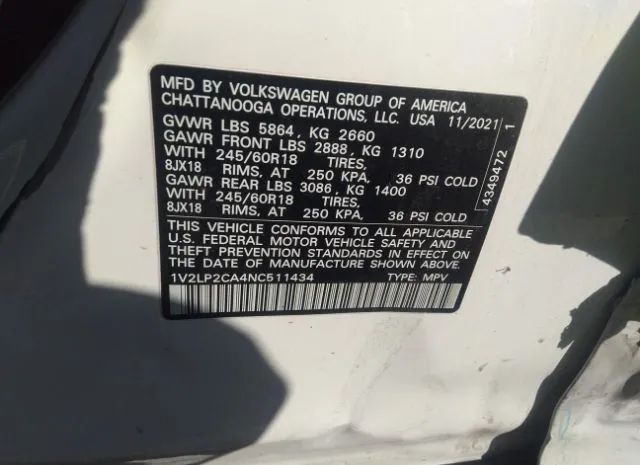 MFD BY VOLKSWAGEN GROUP OF AMERICA
CHATTANOOGA OPERATIONS, LLC. USA 11/2021
GVWR LBS 5864, KG 2660
GAWR FRONT LBS 2888, KG 1310
WITH 245/60R18 TIRES,
8JX18 RIMS, AT 250 KPA, 36 PSI COLD
GAWR REAR LBS 3086, KG 1400
WITH 245/60R18 TIRES,
8JX18 RIMS, AT 250 KPA, 36 PSI COLD
THIS VEHICLE CONFORMS TO ALL APPLICABLE
U.S. FEDERAL MOTOR VEHICLE SAFETY AND
THEFT PREVENTION STANDARDS IN EFFECT ON
THE DATE OF MANUFACTURE SHOWN ABOVE.
1V2LP2CA4NC511434 TYPE: MPV
4349472 1